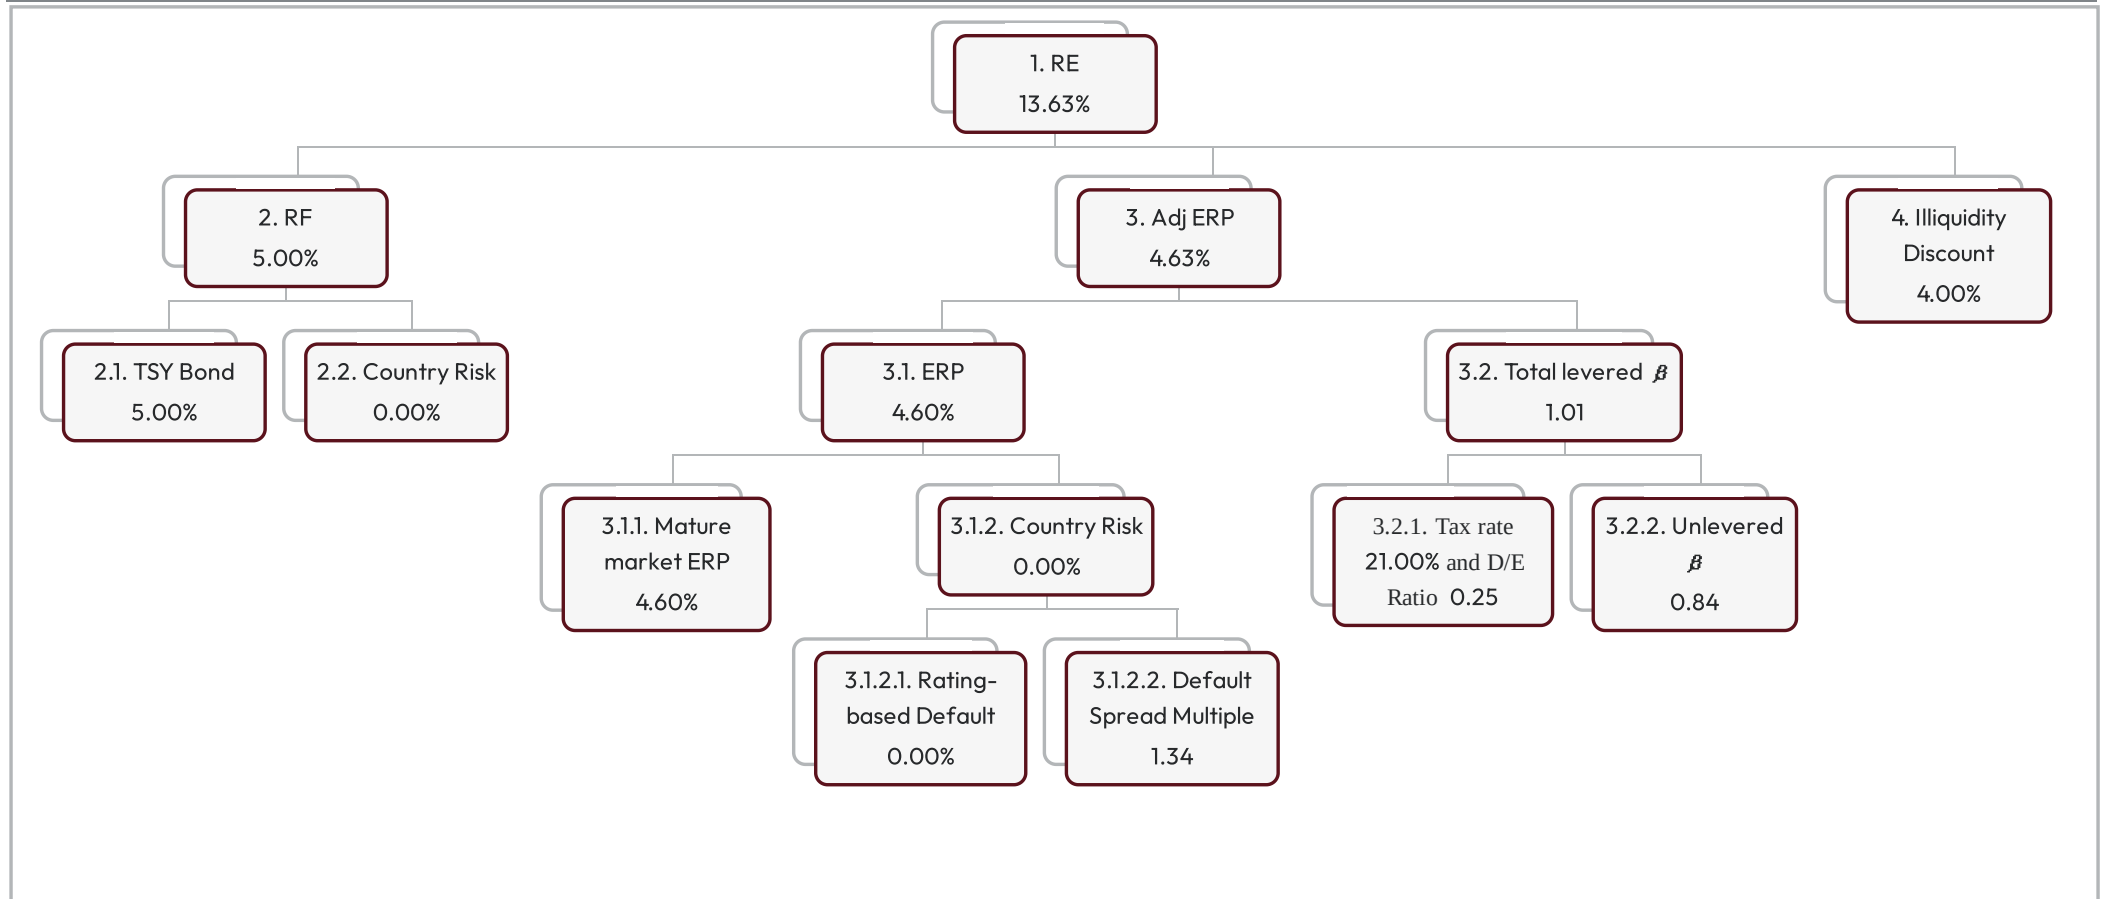 1. RE
13.63%
2. RF
5.00%
3. Adj ERP
4.63%
4. Illiquidity
Discount
4.00%
2.1. TSY Bond
5.00%
2.2. Country Risk
0.00%
3.1. ERP
4.60%
3.2. Total levered β
1.01
3.1.1. Mature
market ERP
4.60%
3.1.2. Country Risk
0.00%
3.2.1. Tax rate
21.00% and D/E
Ratio 0.25
3.2.2. Unlevered
β
0.84
3.1.2.1. Rating-
based Default
0.00%
3.1.2.2. Default
Spread Multiple
1.34